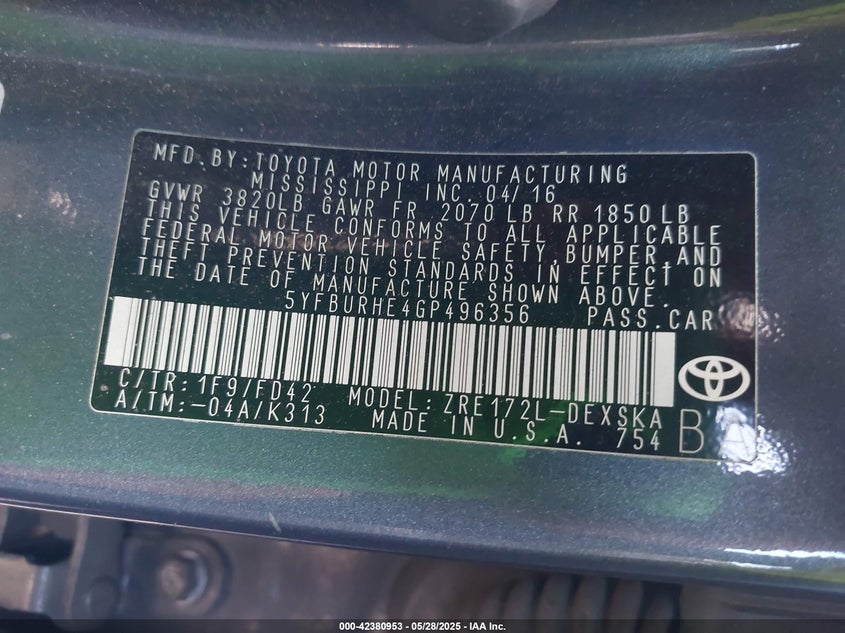 MFD.BY:TOYOTA MOTOR MANUFACTURING
MISSISSIPPI INC. 04/16
GVWR 3820LB GAWR FR 2070 LB RR 1850 LB
THIS VEHICLE CONFORMS TO ALL APPLICABLE
FEDERAL MOTOR VEHICLE SAFETY,BUMPER,AND
THEFT PREVENTION STANDARDS IN EFFECT ON
THE DATE OF MANUFACTURE SHOWN ABOVE.
5YFBURHE4GP496356 PASS.CAR
C/TR:1F9/FD42 MODEL:ZRE172L-DEXSKA
A/TM:-04A/K313 MADE IN U.S.A. 754 BA
000-42380953 — 05/28/2025 - IAA Inc.